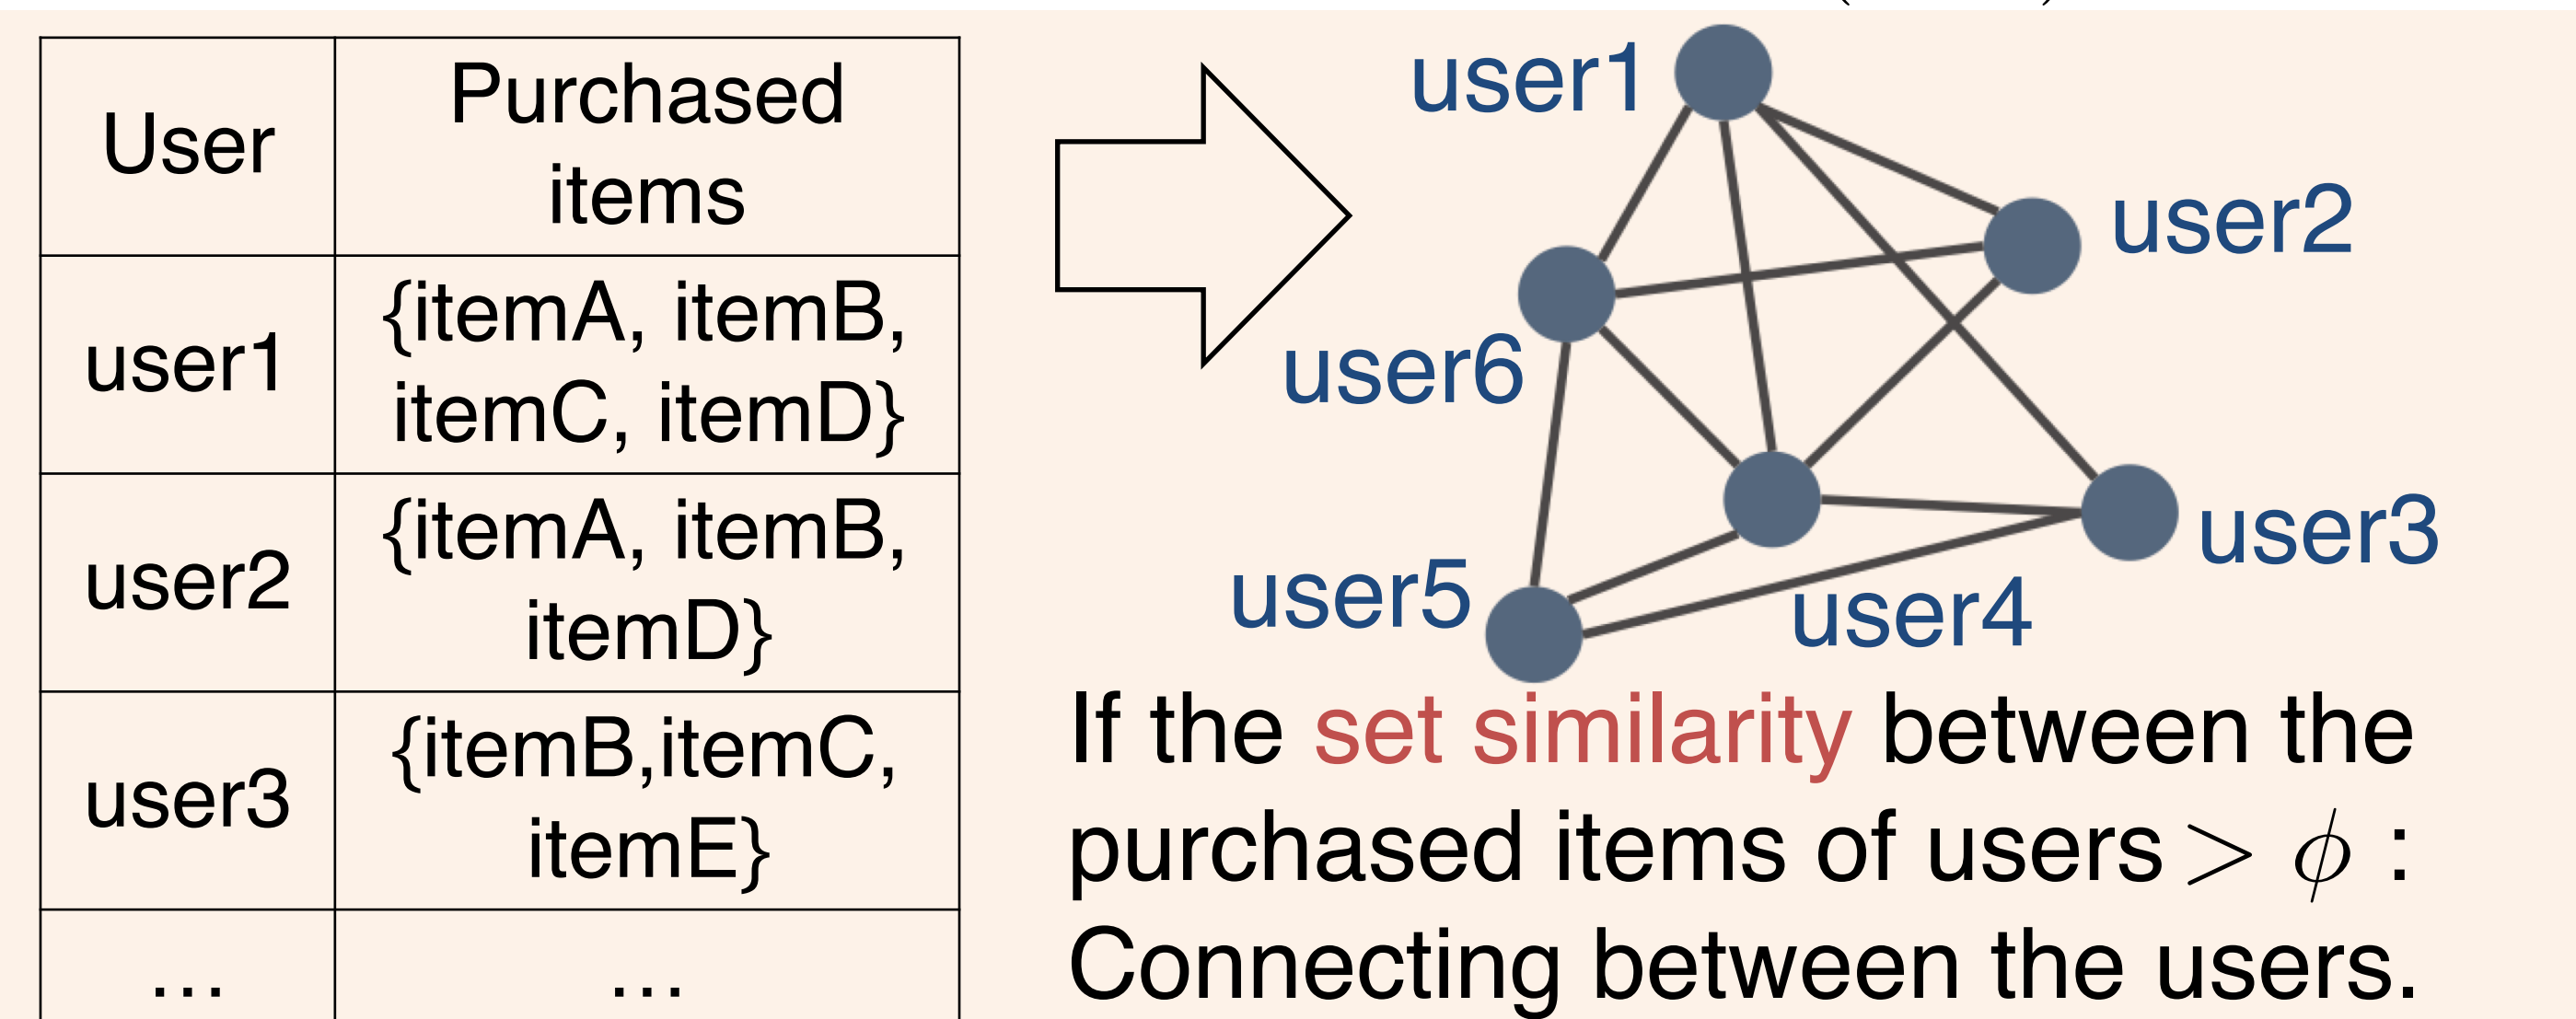 User
Purchased
items
user1
{itemA, itemB,
itemC, itemD}
user2
{itemA, itemB,
itemD}
user3
{itemB,itemC,
itemE}
...
...
user1
user2
user6
user3
user5
user4
If the set similarity between the
purchased items of users > ϕ :
Connecting between the users.